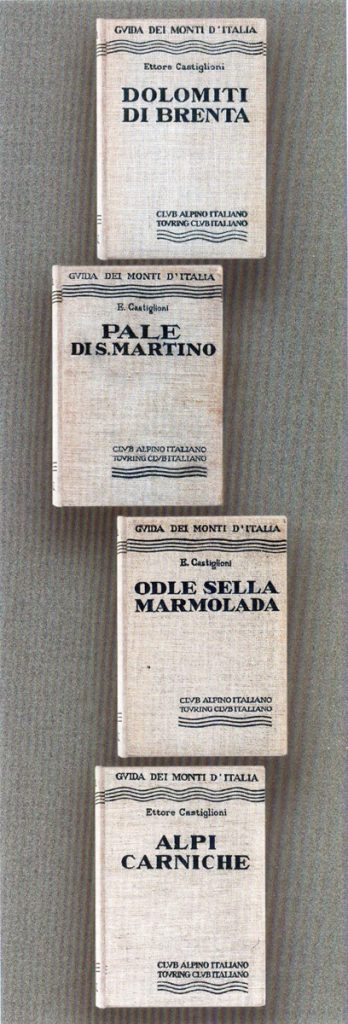 GVIDA DEI MONTI D'ITALIA
Ettore Castiglioni
DOLOMITI
DI BRENTA
CLVB ALPINO ITALIANO
TOVRING CLVB ITALIANO
GVIDA DEI MONTI D'ITALIA
E. Castiglioni
PALE
DI S. MARTINO
CLVB ALPINO ITALIANO
TOVRING CLVB ITALIANO
GVIDA DEI MONTI D'ITALIA
E. Castiglioni
ODLE SELLA
MARMOLADA
CLVB ALPINO ITALIANO
TOVRING CLVB ITALIANO
GVIDA DEI MONTI D'ITALIA
Ettore Castiglioni
ALPI
CARNICHE
CLVB ALPINO ITALIANO
TOVRING CLVB ITALIANO